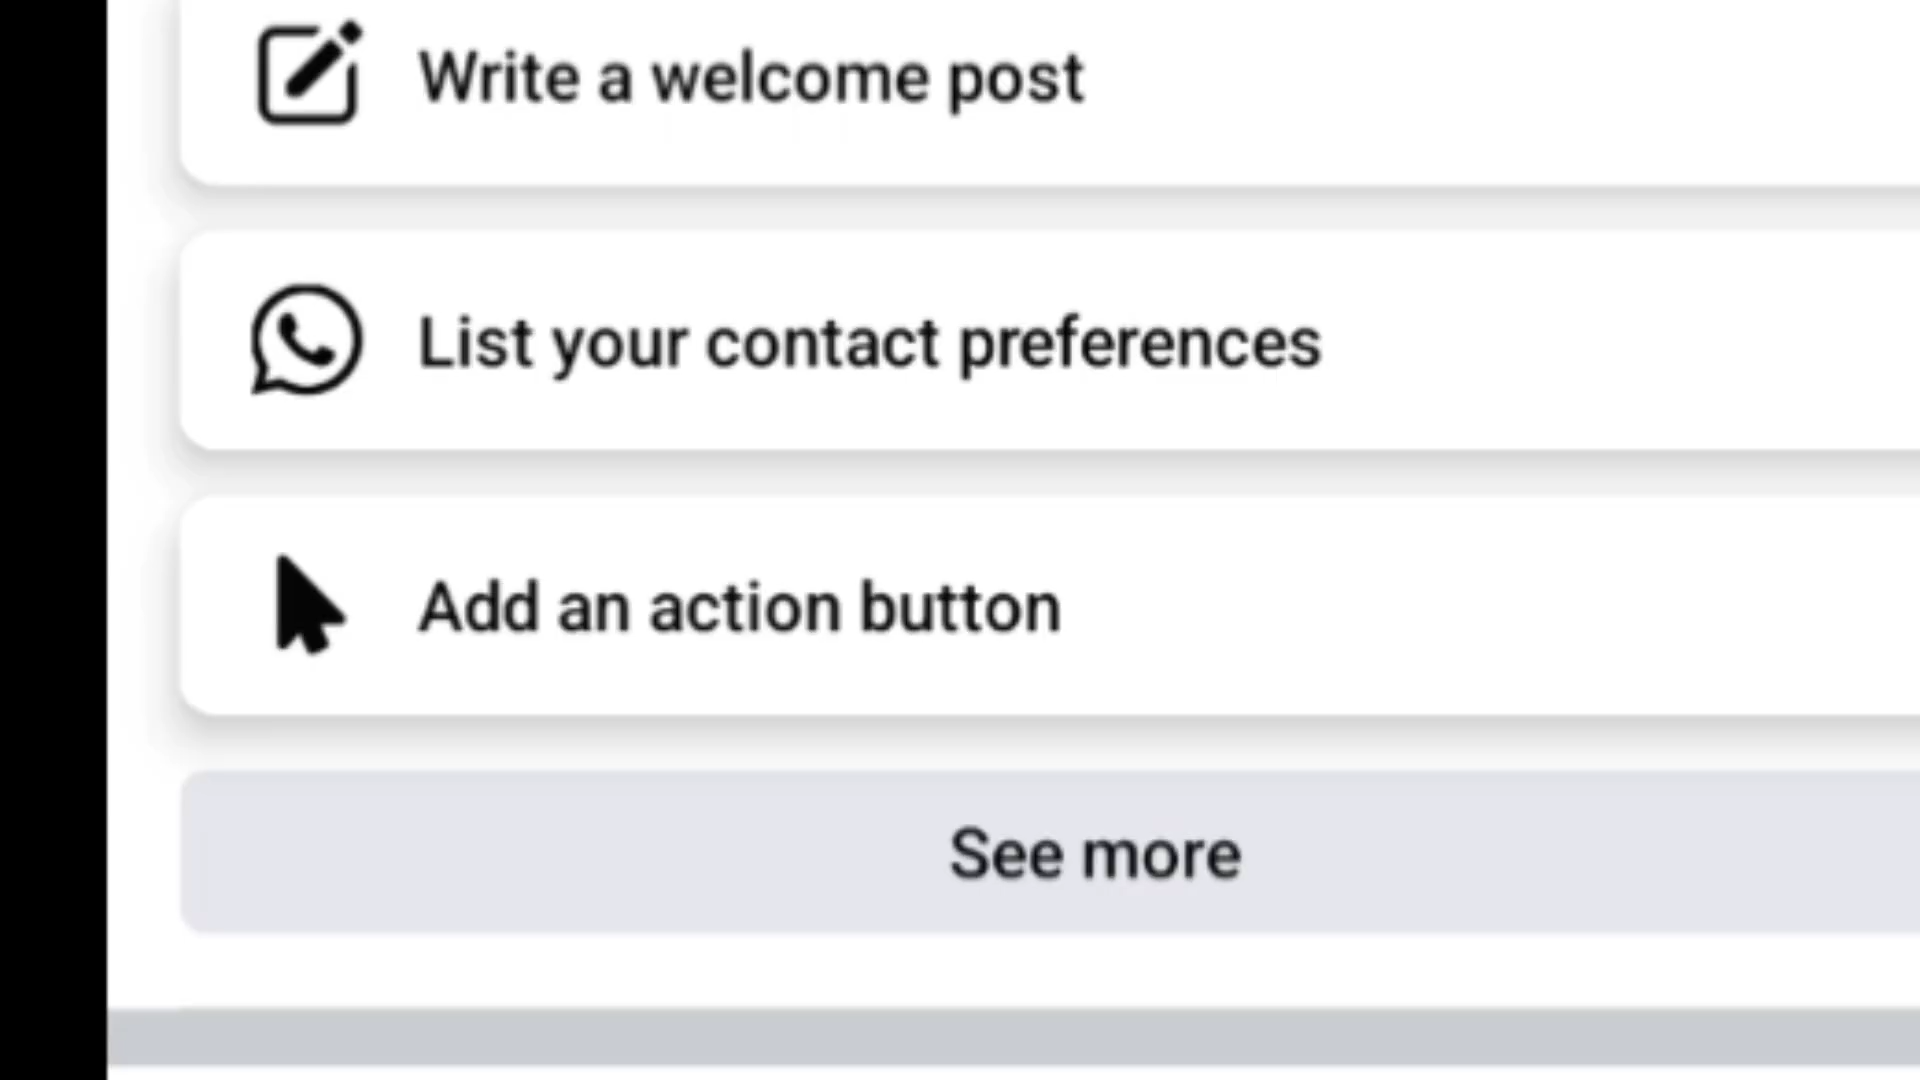 Write a welcome post
List your contact preferences
Add an action button
See more